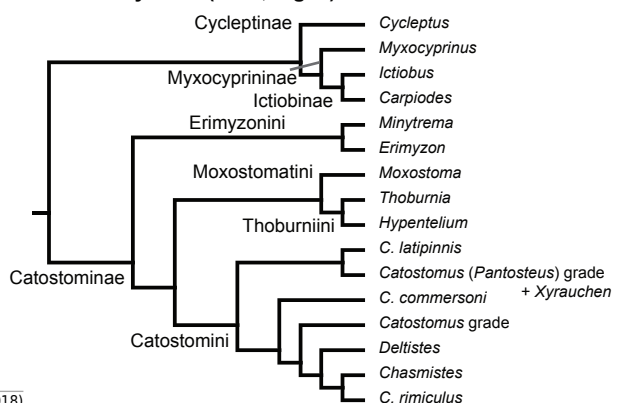 Cycleptinae
Cycleptus
Myxocyprinus
Myxocyprininae
Ictiobus
Ictiobinae
Carpiodes
Erimyzonini
Minytrema
Erimyzon
Moxostomatini
Moxostoma
Thoburnia
Thoburniini
Hypentelium
C. latipinnis
Catostominae
Catostomus (Pantosteus) grade
+ Xyrauchen
C. commersoni
Catostomus grade
Catostomini
Deltistes
Chasmistes
C. rimiculus